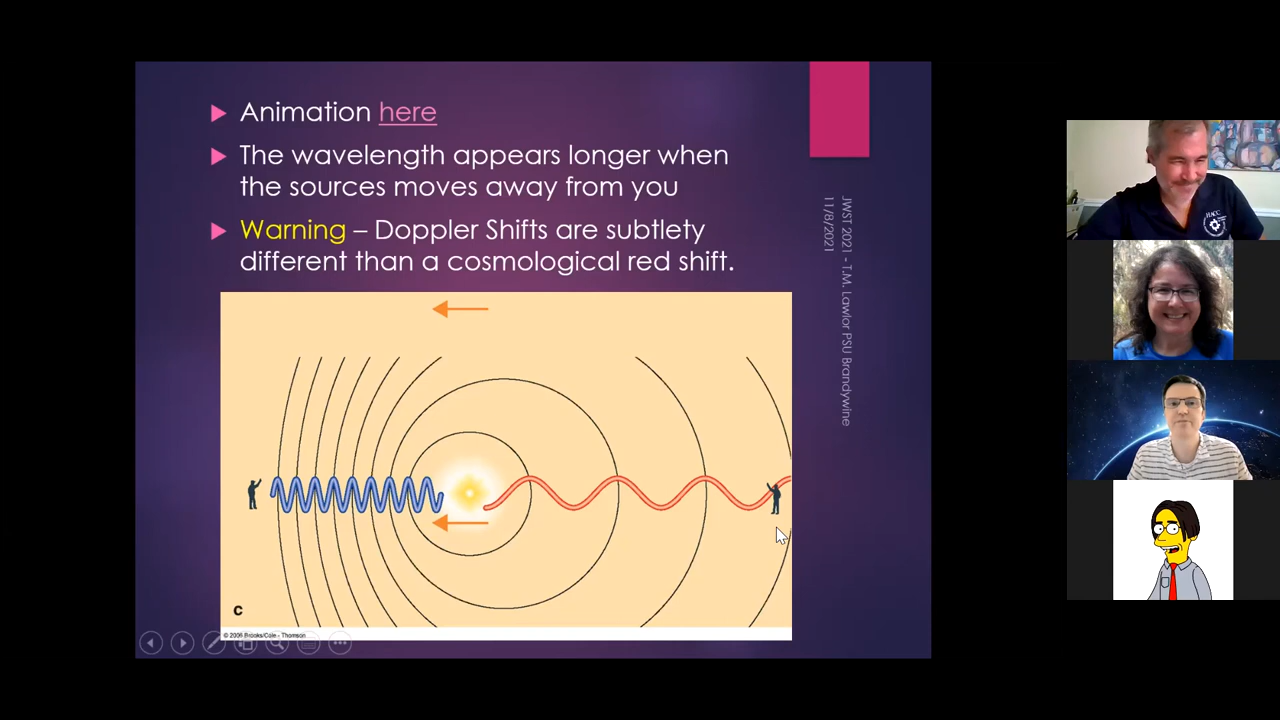 Animation here
The wavelength appears longer when
the sources moves away from you
Warning – Doppler Shifts are subtlety
different than a cosmological red shift.
JWST 2021 - T.M. Lawlor PSU Brandywine
11/8/2021
c
© 2006 Brooks/Cole - Thomson
HACC